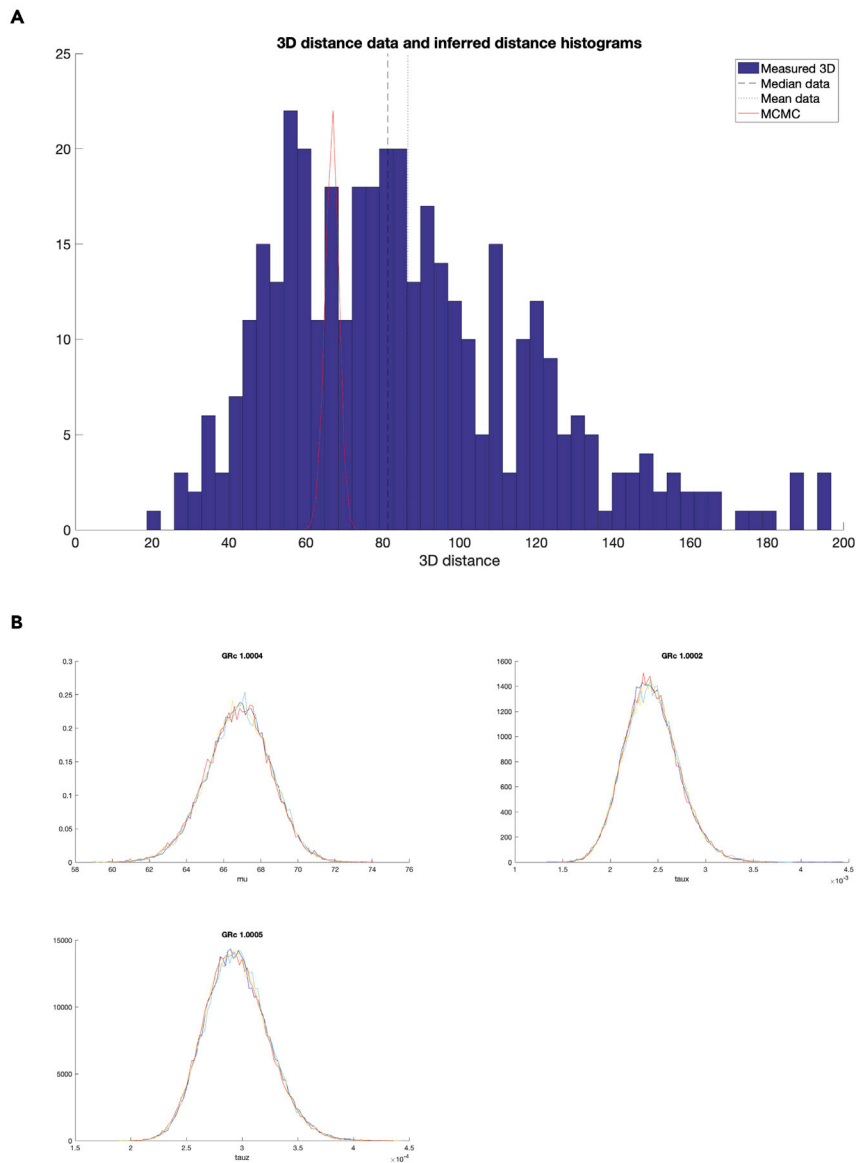 A
3D distance data and inferred distance histograms
25
20
15
10
5
0
Measured 3D
Median data
Mean data
MCMC
0 20 40 60 80 100 120 140 160 180 200
3D distance
B
GRc 1.0004
0.3
0.25
0.2
0.15
0.1
0.05
0
58 60 62 64 66 68 70 72 74 76
mu
GRc 1.0002
1600
1400
1200
1000
800
600
400
200
0
1 1.5 2 2.5 3 3.5 4 4.5
taux
×10⁻³
GRc 1.0005
15000
10000
5000
0
1.5 2 2.5 3 3.5 4 4.5
tauz
×10⁻⁴